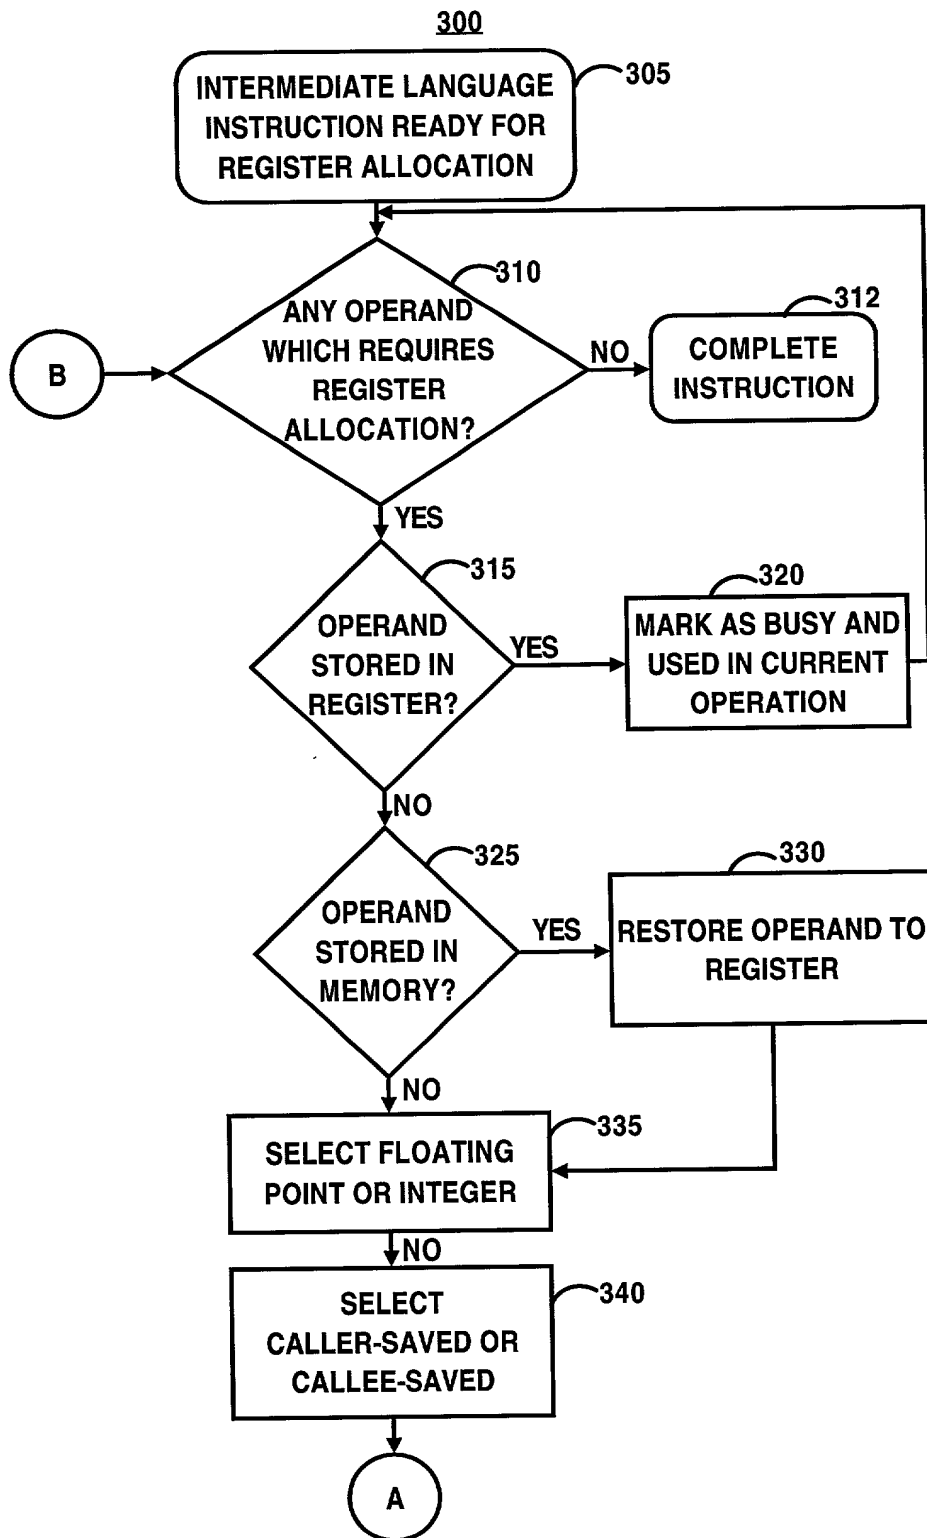 300
INTERMEDIATE LANGUAGE
INSTRUCTION READY FOR
REGISTER ALLOCATION
305
310
ANY OPERAND
WHICH REQUIRES
REGISTER
ALLOCATION?
B
NO
312
COMPLETE
INSTRUCTION
YES
315
OPERAND
STORED IN
REGISTER?
YES
320
MARK AS BUSY AND
USED IN CURRENT
OPERATION
NO
325
OPERAND
STORED IN
MEMORY?
YES
330
RESTORE OPERAND TO
REGISTER
NO
335
SELECT FLOATING
POINT OR INTEGER
NO
340
SELECT
CALLER-SAVED OR
CALLEE-SAVED
A